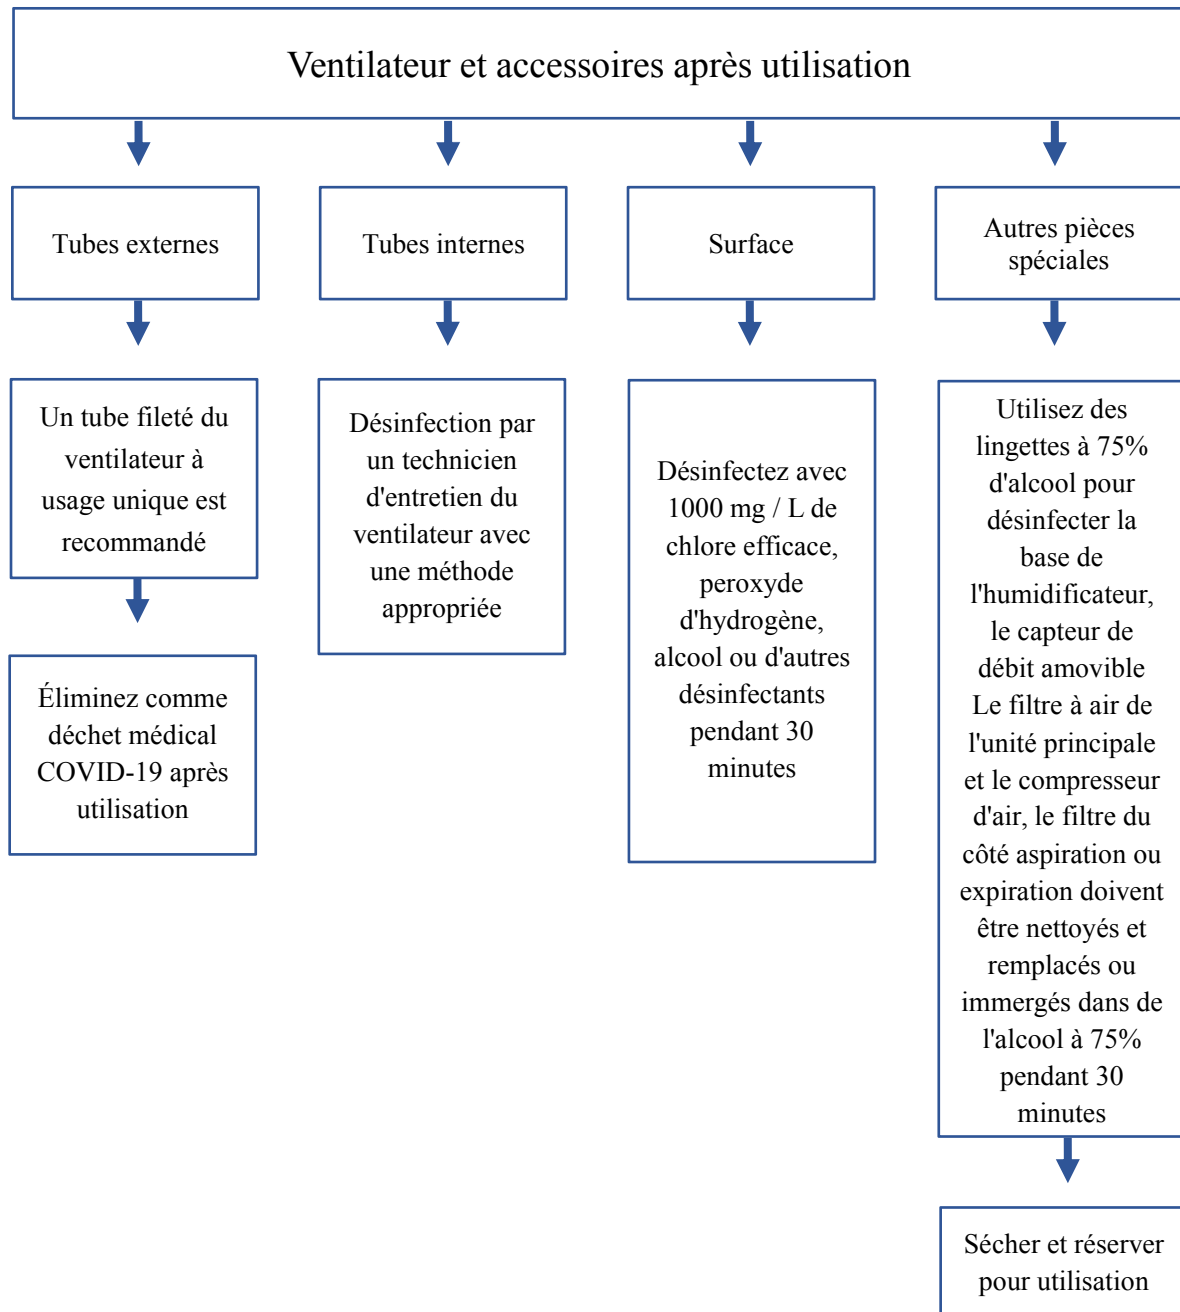 Ventilateur et accessoires après utilisation
Tubes externes
Tubes internes
Surface
Autres pièces
spéciales
Un tube fileté du
ventilateur à
usage unique est
recommandé
Éliminez comme
déchet médical
COVID-19 après
utilisation
Désinfection par
un technicien
d'entretien du
ventilateur avec
une méthode
appropriée
Désinfectez avec
1000 mg / L de
chlore efficace,
peroxyde
d'hydrogène,
alcool ou d'autres
désinfectants
pendant 30
minutes
Utilisez des
lingettes à 75%
d'alcool pour
désinfecter la
base de
l'humidificateur,
le capteur de
débit amovible
Le filtre à air de
l'unité principale
et le compresseur
d'air, le filtre du
côté aspiration ou
expiration doivent
être nettoyés et
remplacés ou
immergés dans de
l'alcool à 75%
pendant 30
minutes
Sécher et réserver
pour utilisation